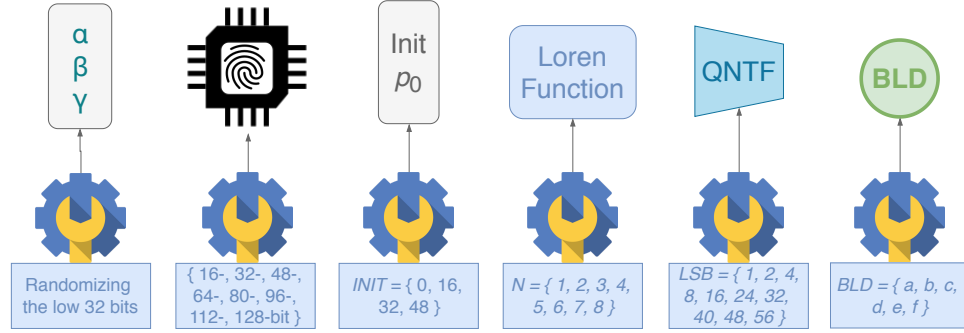 α
β
γ
Init
p0
Loren
Function
QNTF
BLD
Randomizing
the low 32 bits
{ 16-, 32-, 48-,
64-, 80-, 96-,
112-, 128-bit }
INIT = { 0, 16,
32, 48 }
N = { 1, 2, 3, 4,
5, 6, 7, 8 }
LSB = { 1, 2, 4,
8, 16, 24, 32,
40, 48, 56 }
BLD = { a, b, c,
d, e, f }